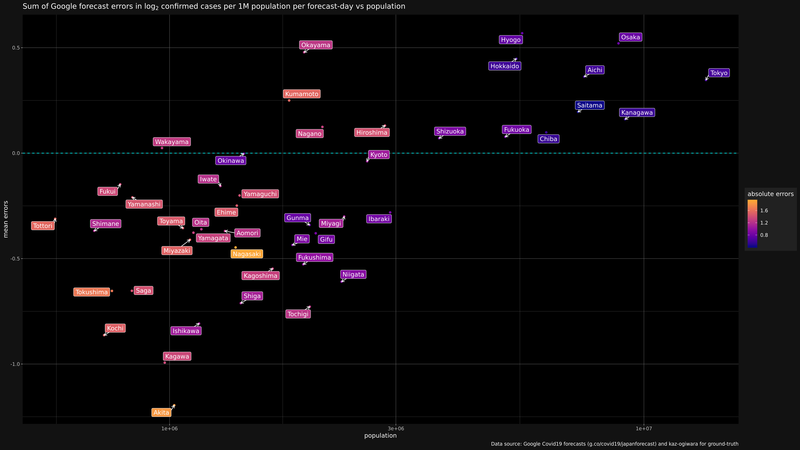 Sum of Google forecast errors in log₂ confirmed cases per 1M population per forecast-day vs population
Hyogo
Osaka
Okayama
0.5
Hokkaido
Aichi
Tokyo
Kumamoto
Saitama
Kanagawa
Nagano
Hiroshima
Shizuoka
Fukuoka
Chiba
Wakayama
0.0
Kyoto
Okinawa
Iwate
absolute errors
Fukui
Yamaguchi
Yamanashi
1.6
Ehime
1.2
Gunma
Ibaraki
Tottori
Shimane
Toyama
Oita
Miyagi
mean errors
Aomori
0.8
Yamagata
Mie
Gifu
Miyazaki
Nagasaki
-0.5
Fukushima
Kagoshima
Niigata
Tokushima
Saga
Shiga
Tochigi
Kochi
Ishikawa
Kagawa
-1.0
Akita
1e+06
3e+06
1e+07
population
Data source: Google Covid19 forecasts (g.co/covid19/japanforecast) and kaz-ogiwara for ground-truth